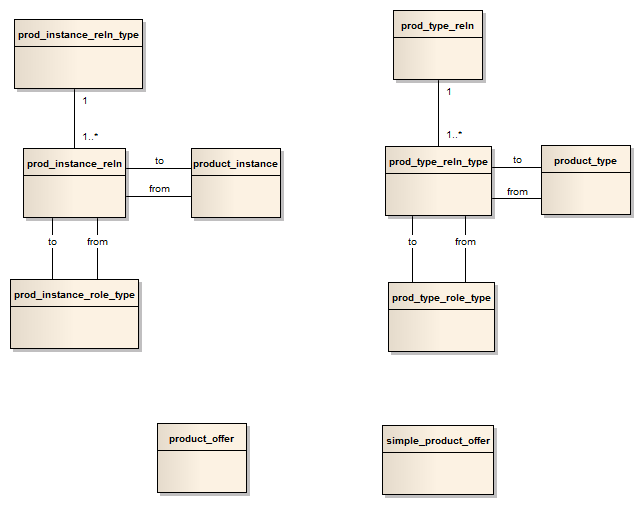 prod_instance_reln_type
prod_type_reln
1
1
1..*
1..*
prod_instance_reln
to
product_instance
from
prod_type_reln_type
to
product_type
from
to
from
to
from
prod_instance_role_type
prod_type_role_type
product_offer
simple_product_offer